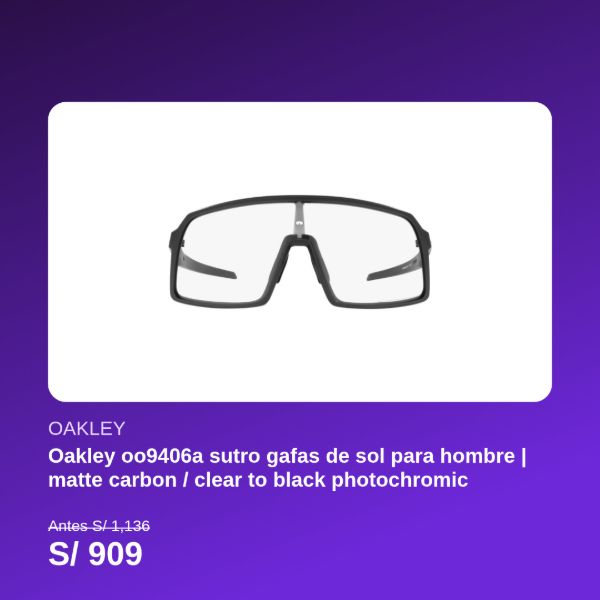 OAKLEY
Oakley oo9406a sutro gafas de sol para hombre |
matte carbon / clear to black photochromic
Antes S/ 1,136
S/ 909